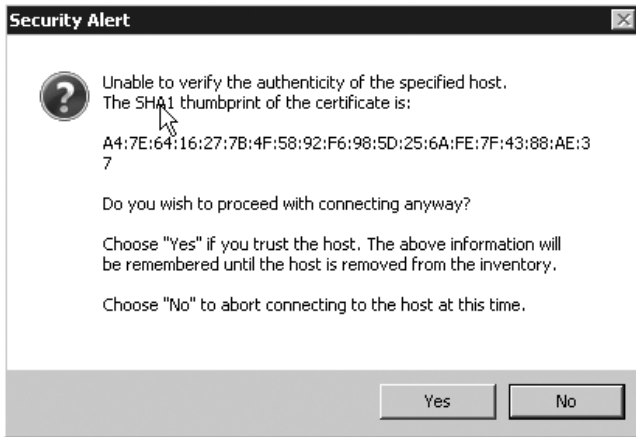 Security Alert
Unable to verify the authenticity of the specified host.
The SHA1 thumbprint of the certificate is:
A4:7E:64:16:27:7B:4F:58:92:F6:98:5D:25:6A:FE:7F:43:88:AE:3
7
Do you wish to proceed with connecting anyway?
Choose "Yes" if you trust the host. The above information will
be remembered until the host is removed from the inventory.
Choose "No" to abort connecting to the host at this time.
Yes
No